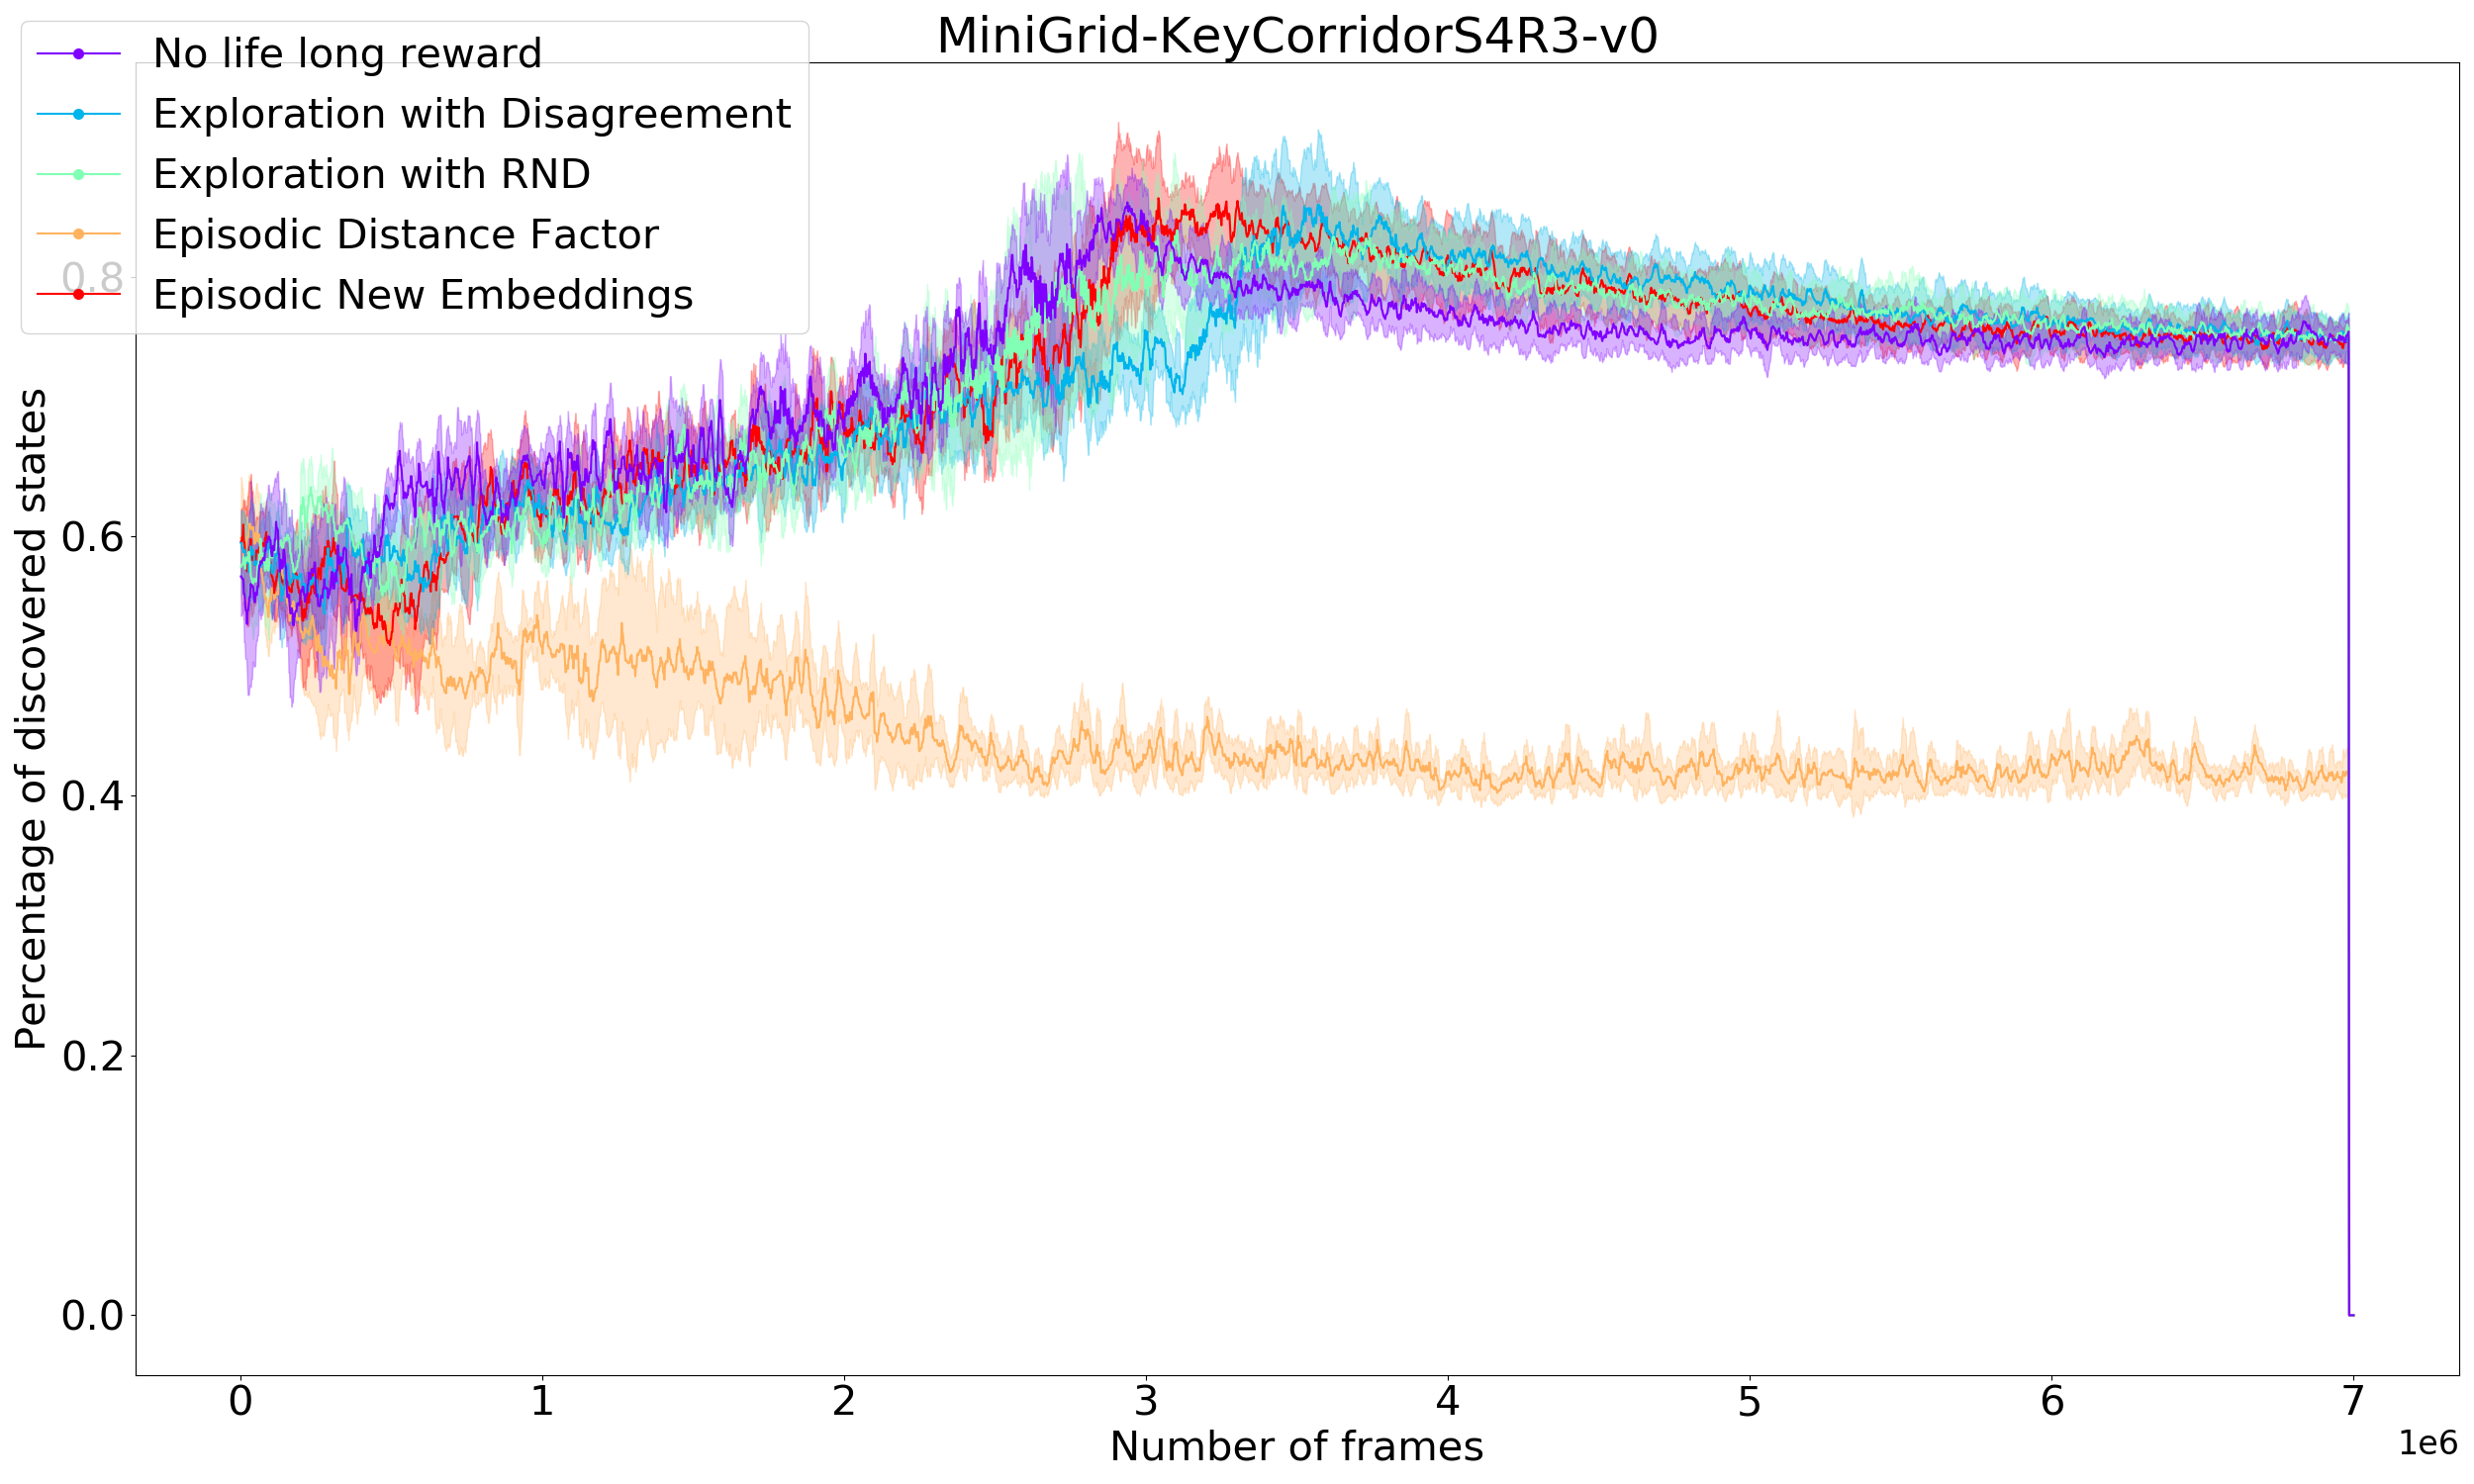 MiniGrid-KeyCorridorS4R3-v0
No life long reward
Exploration with Disagreement
Exploration with RND
Episodic Distance Factor
Episodic New Embeddings
Percentage of discovered states
0.8
0.6
0.4
0.2
0.0
0 1 2 3 4 5 6 7
1e6
Number of frames